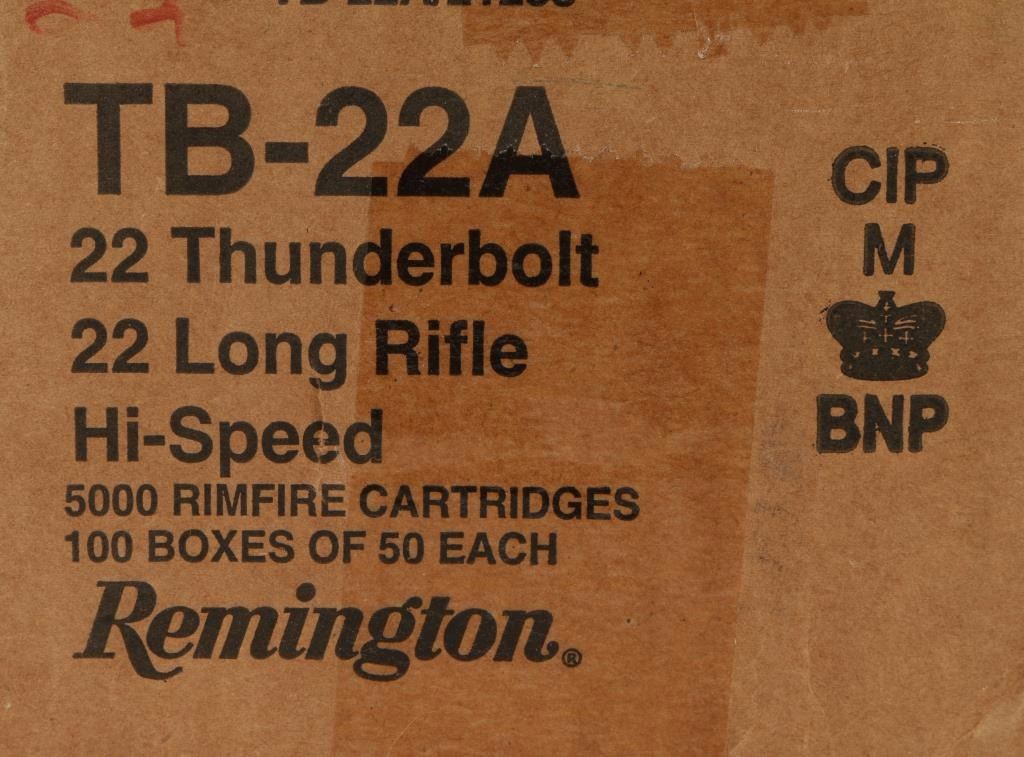 TB-22A
22 Thunderbolt
22 Long Rifle
Hi-Speed
5000 RIMFIRE CARTRIDGES
100 BOXES OF 50 EACH
Remington®
CIP
M
BNP